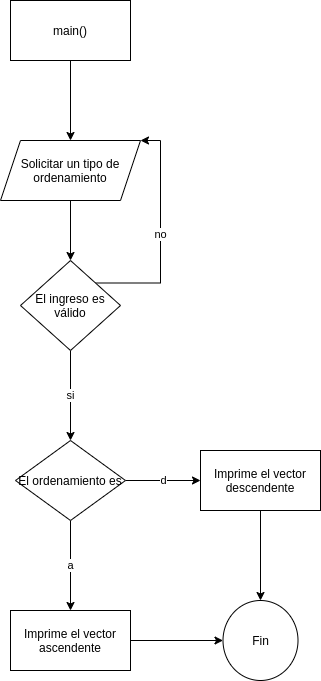 main()
Solicitar un tipo de
ordenamiento
no
El ingreso es
válido
si
El ordenamiento es
d
Imprime el vector
descendente
a
Imprime el vector
ascendente
Fin